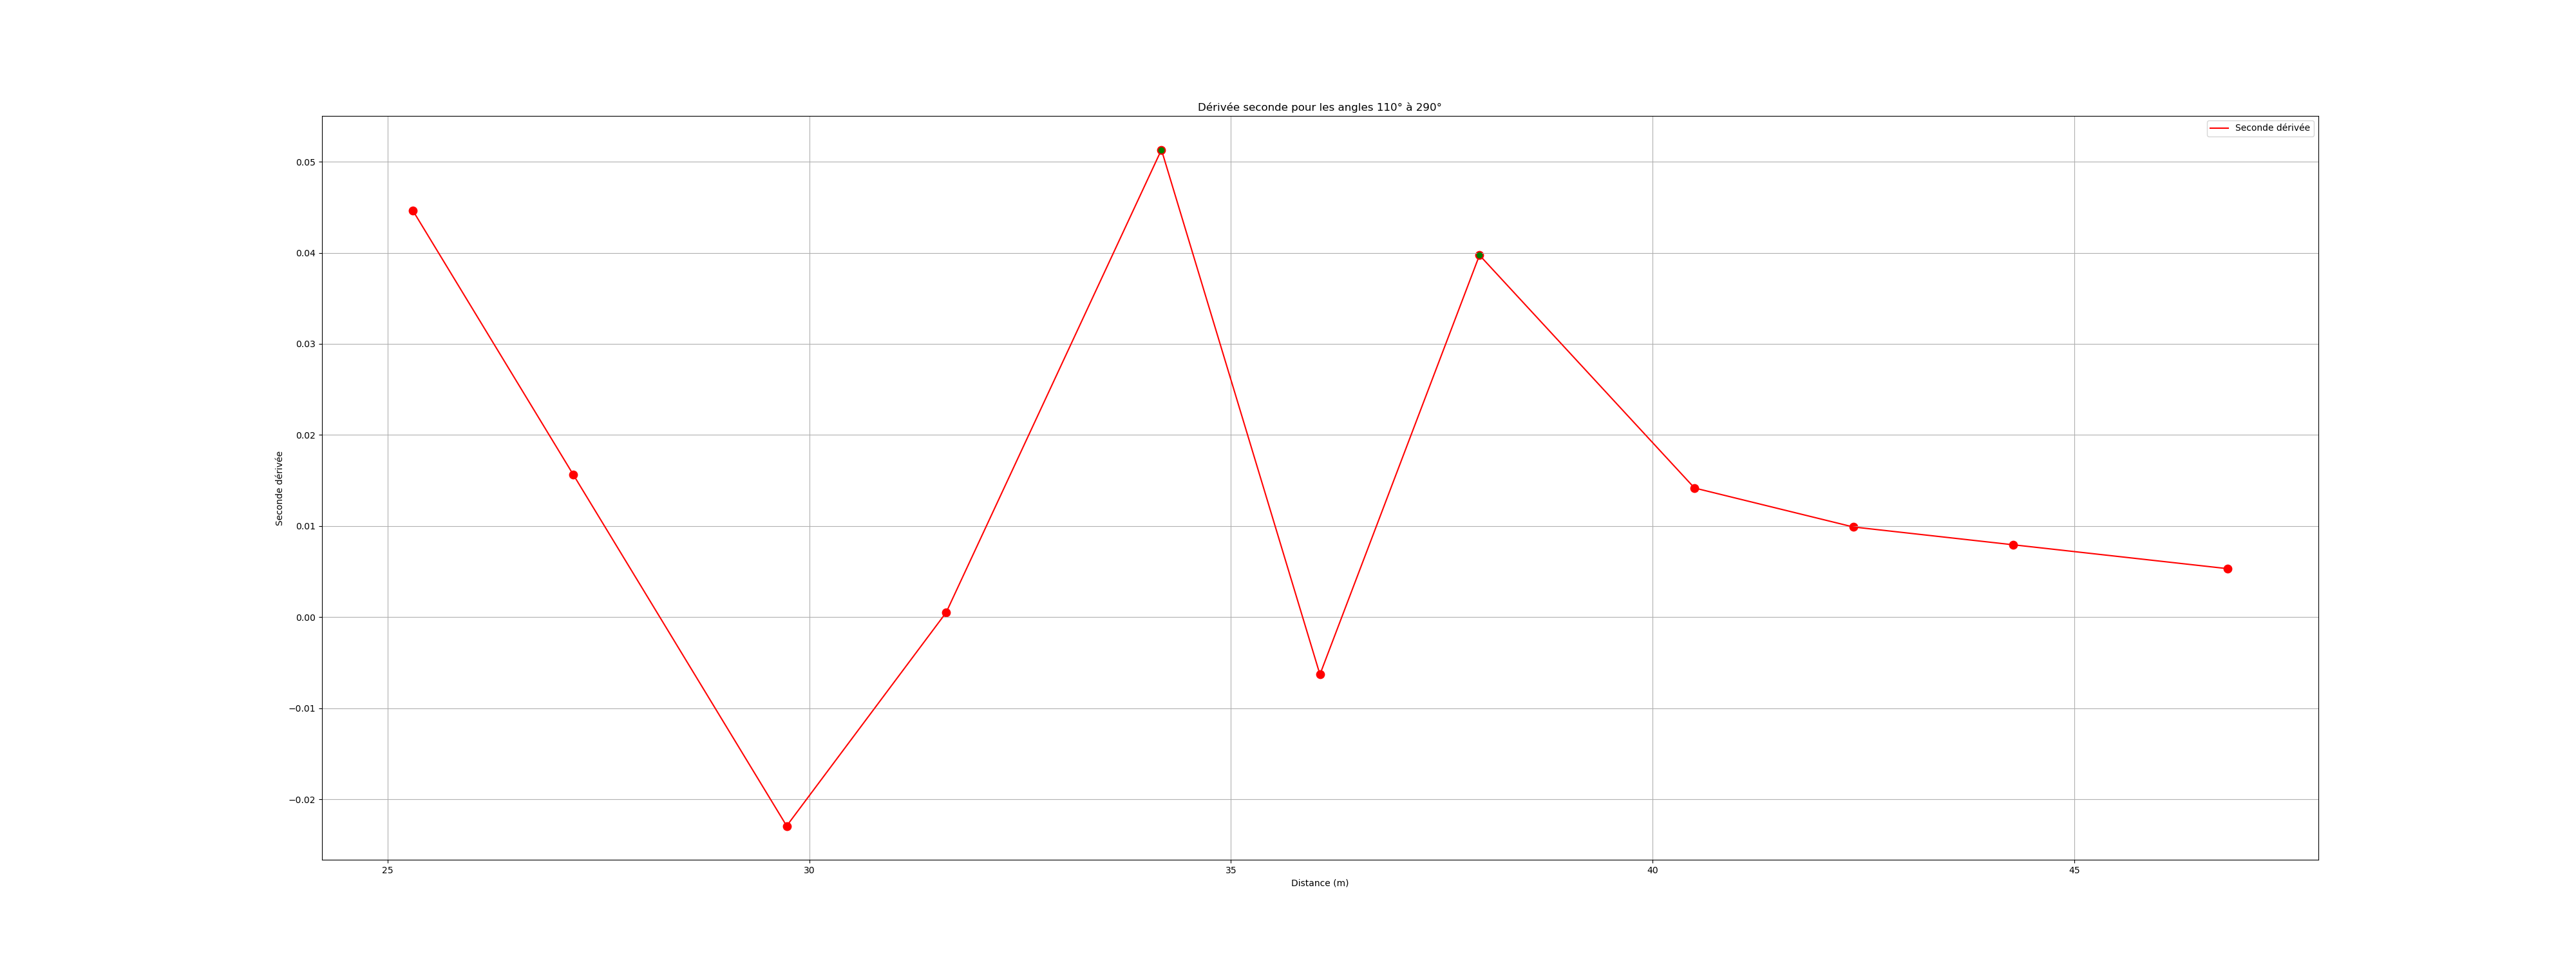 Dérivée seconde pour les angles 110° à 290°
Seconde dérivée
0.05
0.04
0.03
0.02
0.01
0.00
−0.01
−0.02
Seconde dérivée
25 30 35 40 45
Distance (m)